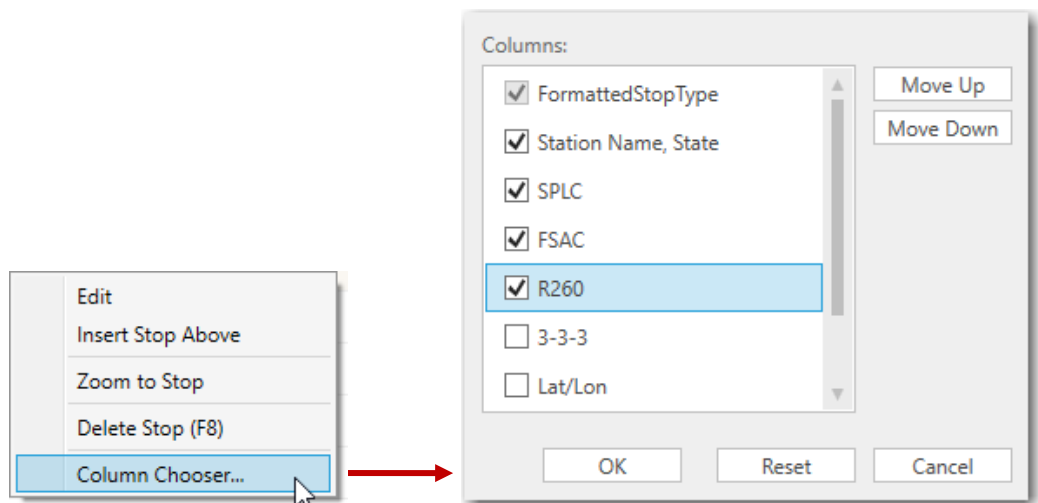 Edit
Insert Stop Above
Zoom to Stop
Delete Stop (F8)
Column Chooser...
Columns:
FormattedStopType
Station Name, State
SPLC
FSAC
R260
3-3-3
Lat/Lon
Move Up
Move Down
OK
Reset
Cancel